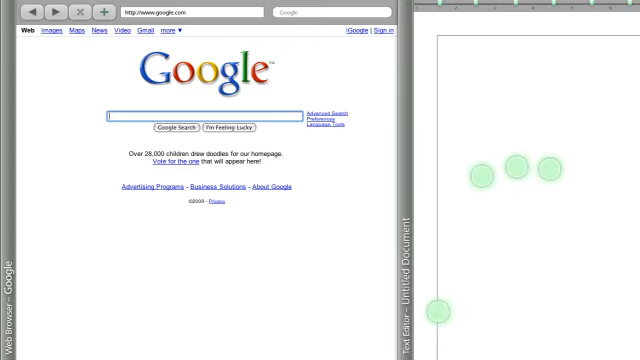 http://www.google.com
Google
Web Images Maps News Video Gmail more ▼
iGoogle | Sign in
Google™
Advanced Search
Preferences
Language Tools
Google Search I'm Feeling Lucky
Over 28,000 children drew doodles for our homepage.
Vote for the one that will appear here!
Advertising Programs - Business Solutions - About Google
©2009 - Privacy
Web Browser – Google
Text Editor – Untitled Document